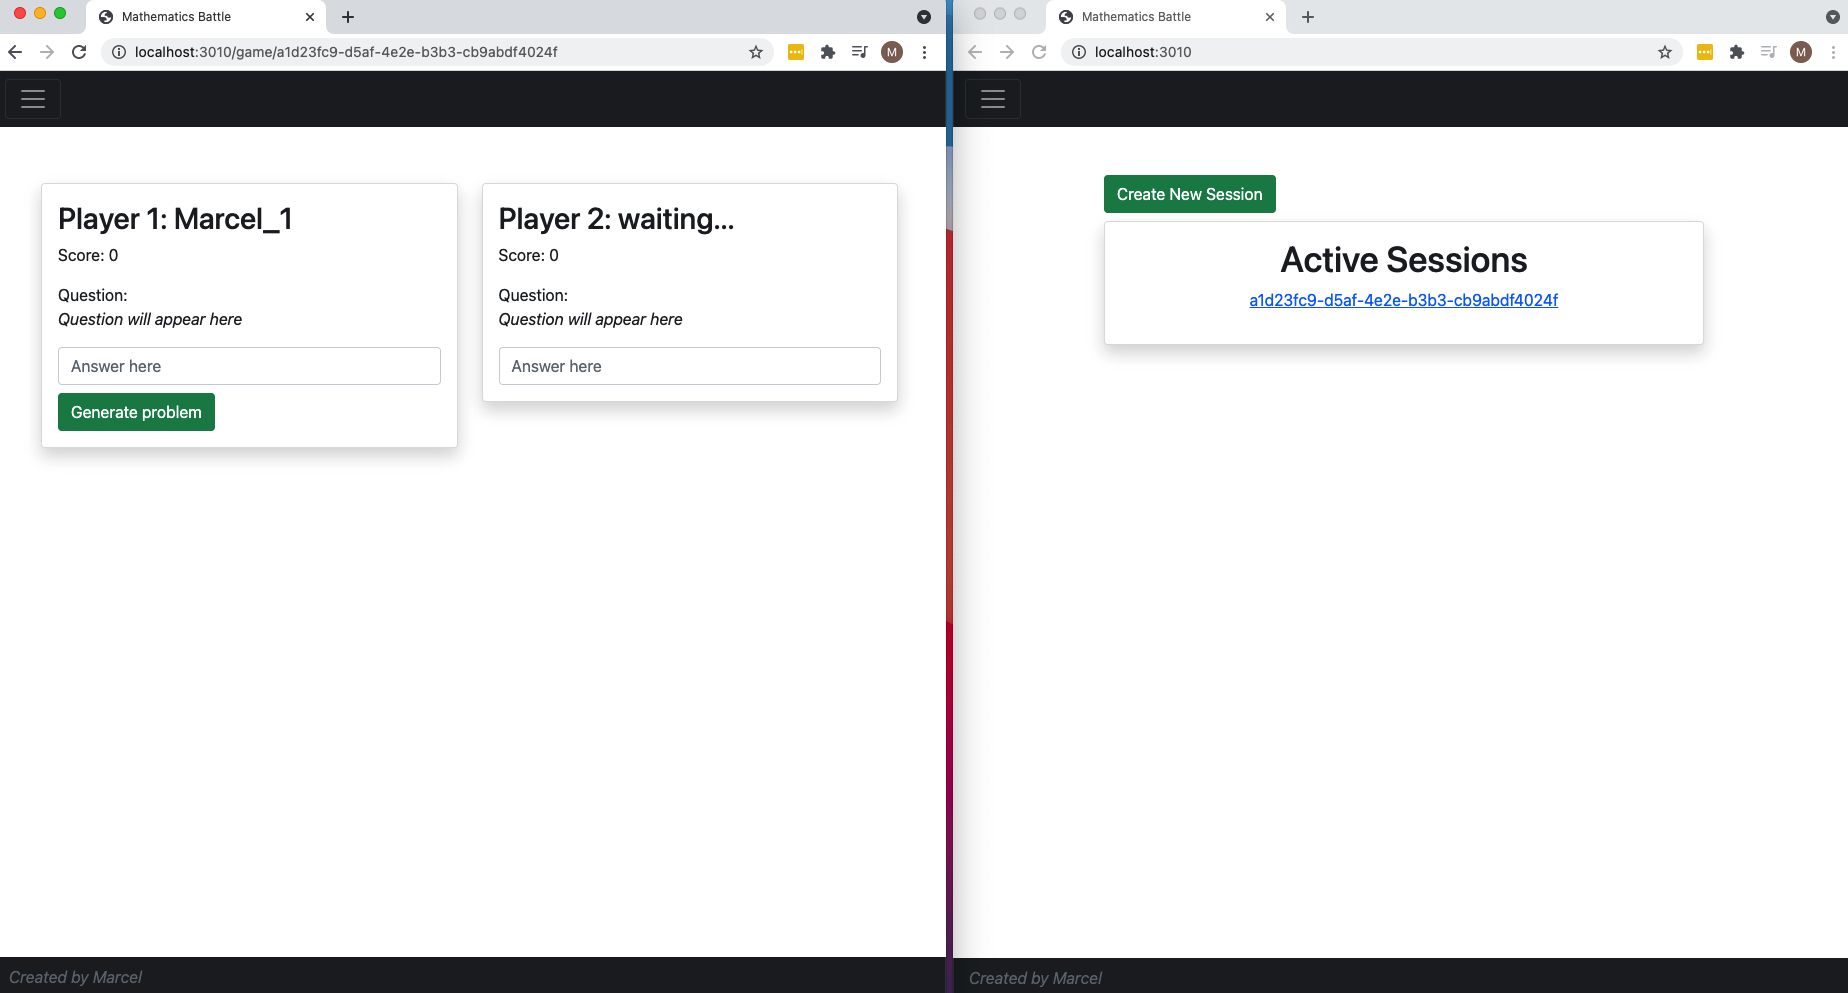 Mathematics Battle
localhost:3010/game/a1d23fc9-d5af-4e2e-b3b3-cb9abdf4024f
M
Player 1: Marcel_1
Score: 0
Question:
Question will appear here
Answer here
Generate problem
Player 2: waiting...
Score: 0
Question:
Question will appear here
Answer here
Created by Marcel
Mathematics Battle
localhost:3010
M
Create New Session
Active Sessions
a1d23fc9-d5af-4e2e-b3b3-cb9abdf4024f
Created by Marcel